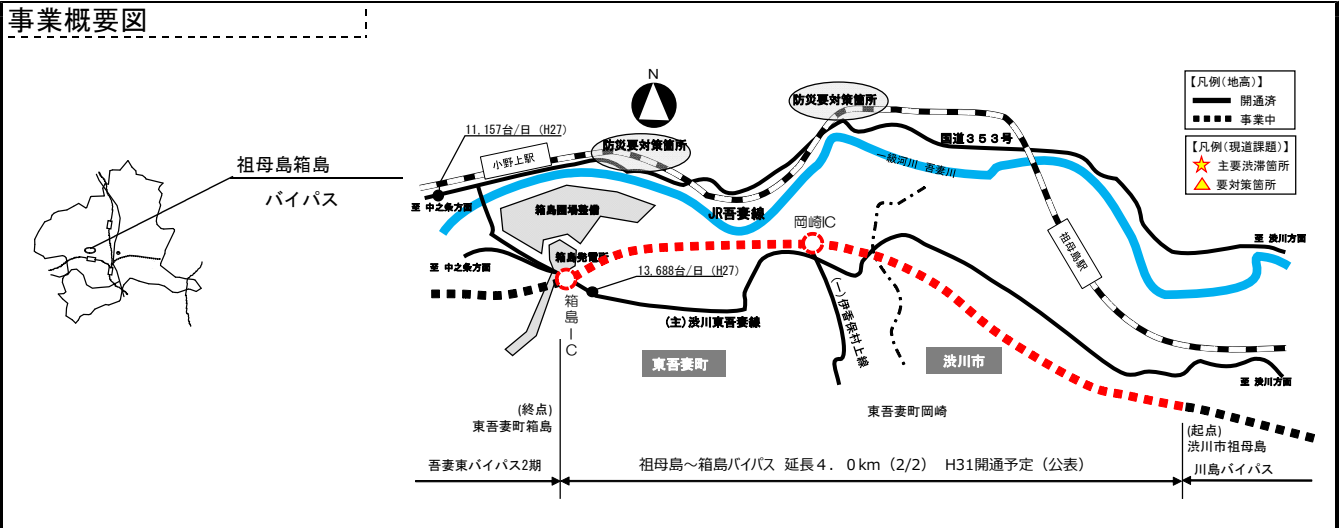 事業概要図
祖母島箱島
バイパス
N
11,157台/日（H27）
小野上駅
防災要対策箇所
防災要対策箇所
国道３５３号
一級河川 吾妻川
【凡例(地高)】
開通済
事業中
【凡例(現道課題)】
主要渋滞箇所
要対策箇所
至 中之条方面
箱島圃場整備
JR吾妻線
岡崎IC
祖母島駅
至 渋川方面
至 中之条方面
箱島発電所
13,688台/日（H27)
箱島IC
(主)渋川東吾妻線
(一)伊香保村上線
東吾妻町
渋川市
至 渋川方面
(終点)
東吾妻町箱島
東吾妻町岡崎
(起点)
渋川市祖母島
吾妻東バイパス2期
祖母島～箱島バイパス 延長４．０km（2/2） H31開通予定（公表）
川島バイパス